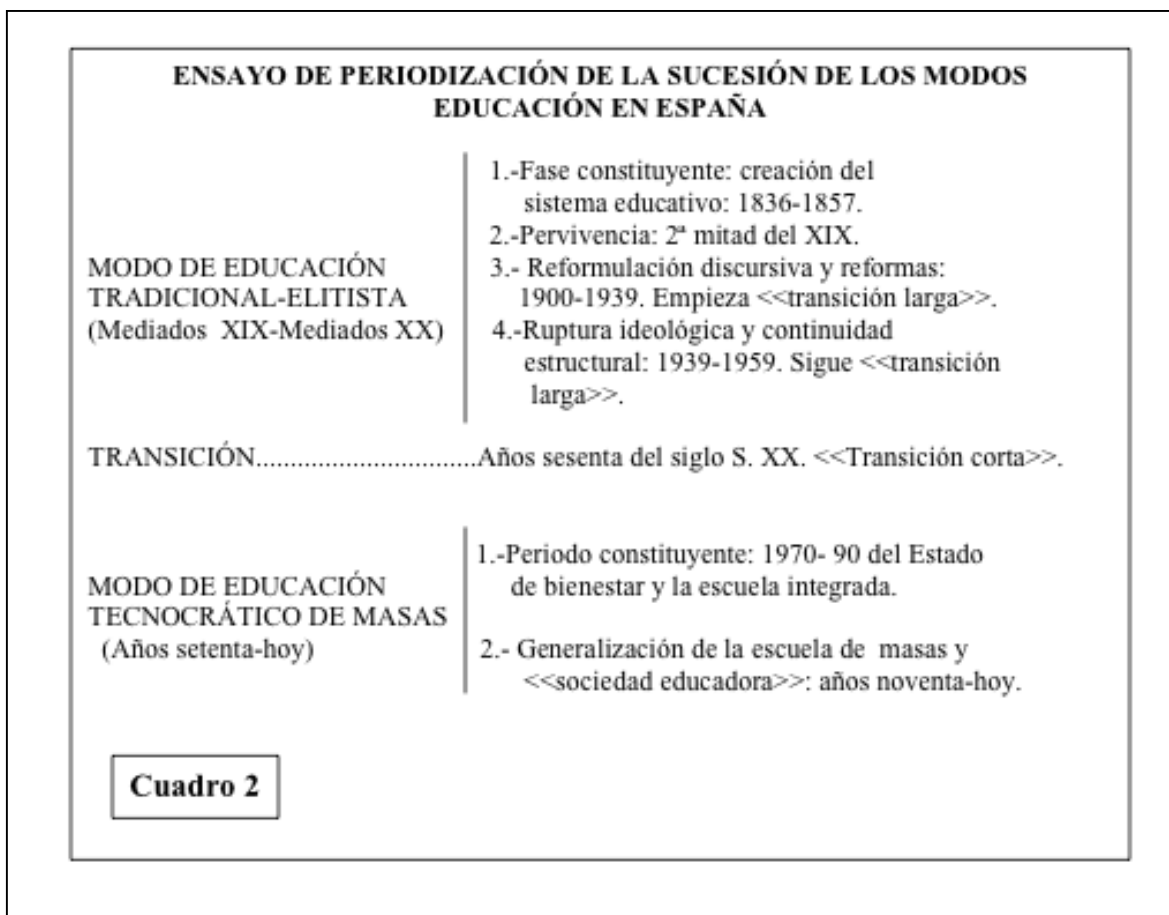 ENSAYO DE PERIODIZACIÓN DE LA SUCESIÓN DE LOS MODOS
EDUCACIÓN EN ESPAÑA
MODO DE EDUCACIÓN
TRADICIONAL-ELITISTA
(Mediados XIX-Mediados XX)
1.-Fase constituyente: creación del
sistema educativo: 1836-1857.
2.-Pervivencia: 2ª mitad del XIX.
3.- Reformulación discursiva y reformas:
1900-1939. Empieza <<transición larga>>.
4.-Ruptura ideológica y continuidad
estructural: 1939-1959. Sigue <<transición
larga>>.
TRANSICIÓN................................Años sesenta del siglo S. XX. <<Transición corta>>.
MODO DE EDUCACIÓN
TECNOCRÁTICO DE MASAS
(Años setenta-hoy)
1.-Periodo constituyente: 1970- 90 del Estado
de bienestar y la escuela integrada.
2.- Generalización de la escuela de masas y
<<sociedad educadora>>: años noventa-hoy.
Cuadro 2